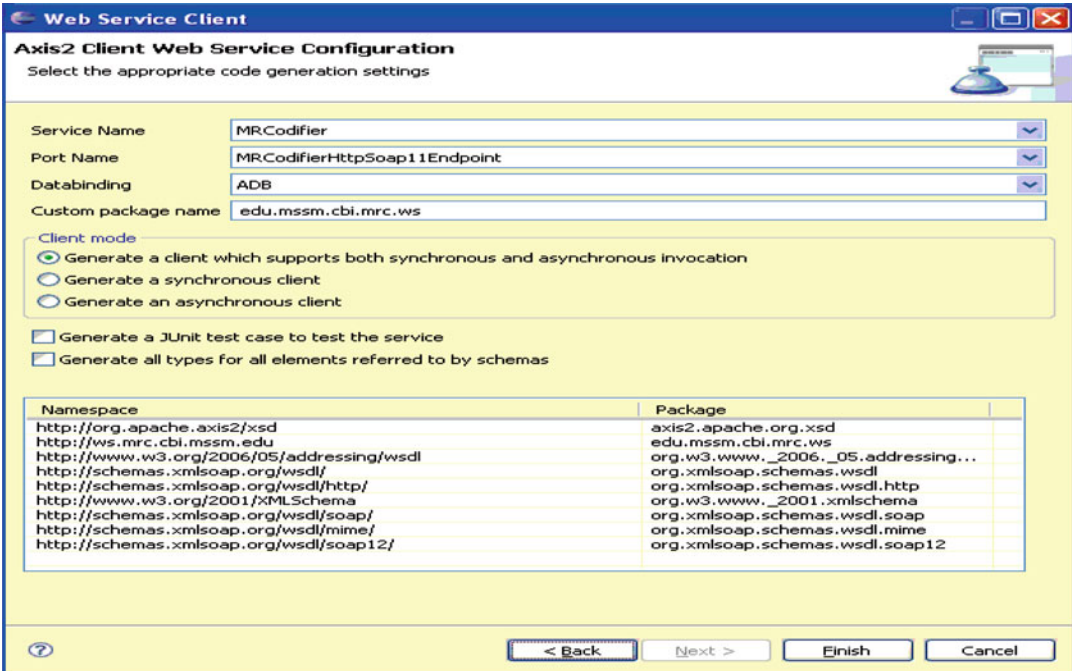 Web Service Client
Axis2 Client Web Service Configuration
Select the appropriate code generation settings
Service Name MRCodifier
Port Name MRCodifierHttpSoap11Endpoint
Databinding ADB
Custom package name edu.mssm.cbi.mrc.ws
Client mode
Generate a client which supports both synchronous and asynchronous invocation
Generate a synchronous client
Generate an asynchronous client
Generate a JUnit test case to test the service
Generate all types for all elements referred to by schemas
Namespace Package
http://org.apache.axis2/xsd axis2.apache.org.xsd
http://ws.mrc.cbi.mssm.edu edu.mssm.cbi.mrc.ws
http://www.w3.org/2006/05/addressing/wsdl org.w3.www._2006._05.addressing...
http://schemas.xmlsoap.org/wsdl/ org.xmlsoap.schemas.wsdl
http://schemas.xmlsoap.org/wsdl/http/ org.xmlsoap.schemas.wsdl.http
http://www.w3.org/2001/XMLSchema org.w3.www._2001.xmlschema
http://schemas.xmlsoap.org/wsdl/soap/ org.xmlsoap.schemas.wsdl.soap
http://schemas.xmlsoap.org/wsdl/mime/ org.xmlsoap.schemas.wsdl.mime
http://schemas.xmlsoap.org/wsdl/soap12/ org.xmlsoap.schemas.wsdl.soap12
? < Back Next > Finish Cancel